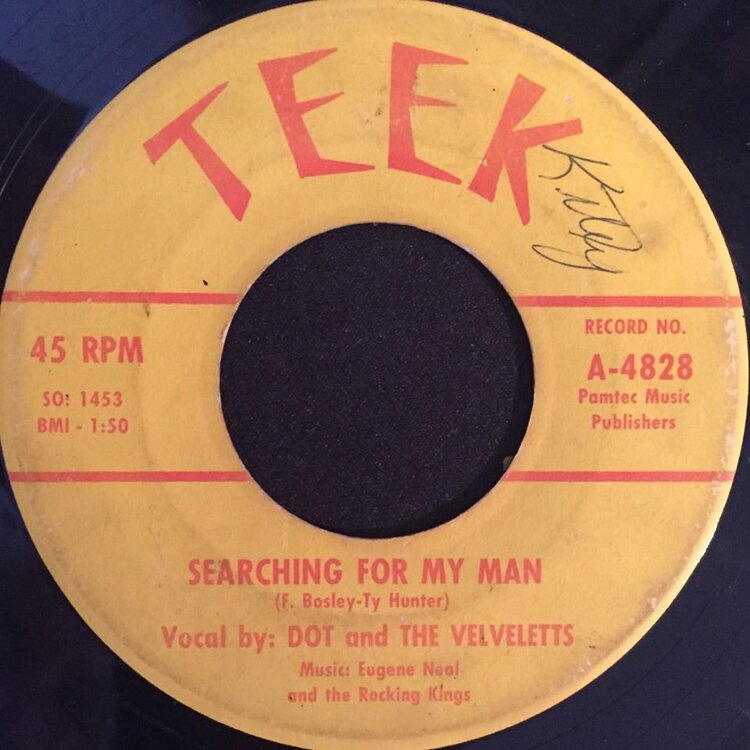 TEEK
45 RPM
SO: 1453
BMI - 1:50
RECORD NO.
A-4828
Pamtec Music
Publishers
SEARCHING FOR MY MAN
(F. Bosley-Ty Hunter)
Vocal by: DOT and THE VELVELETTS
Music: Eugene Neal
and the Rocking Kings